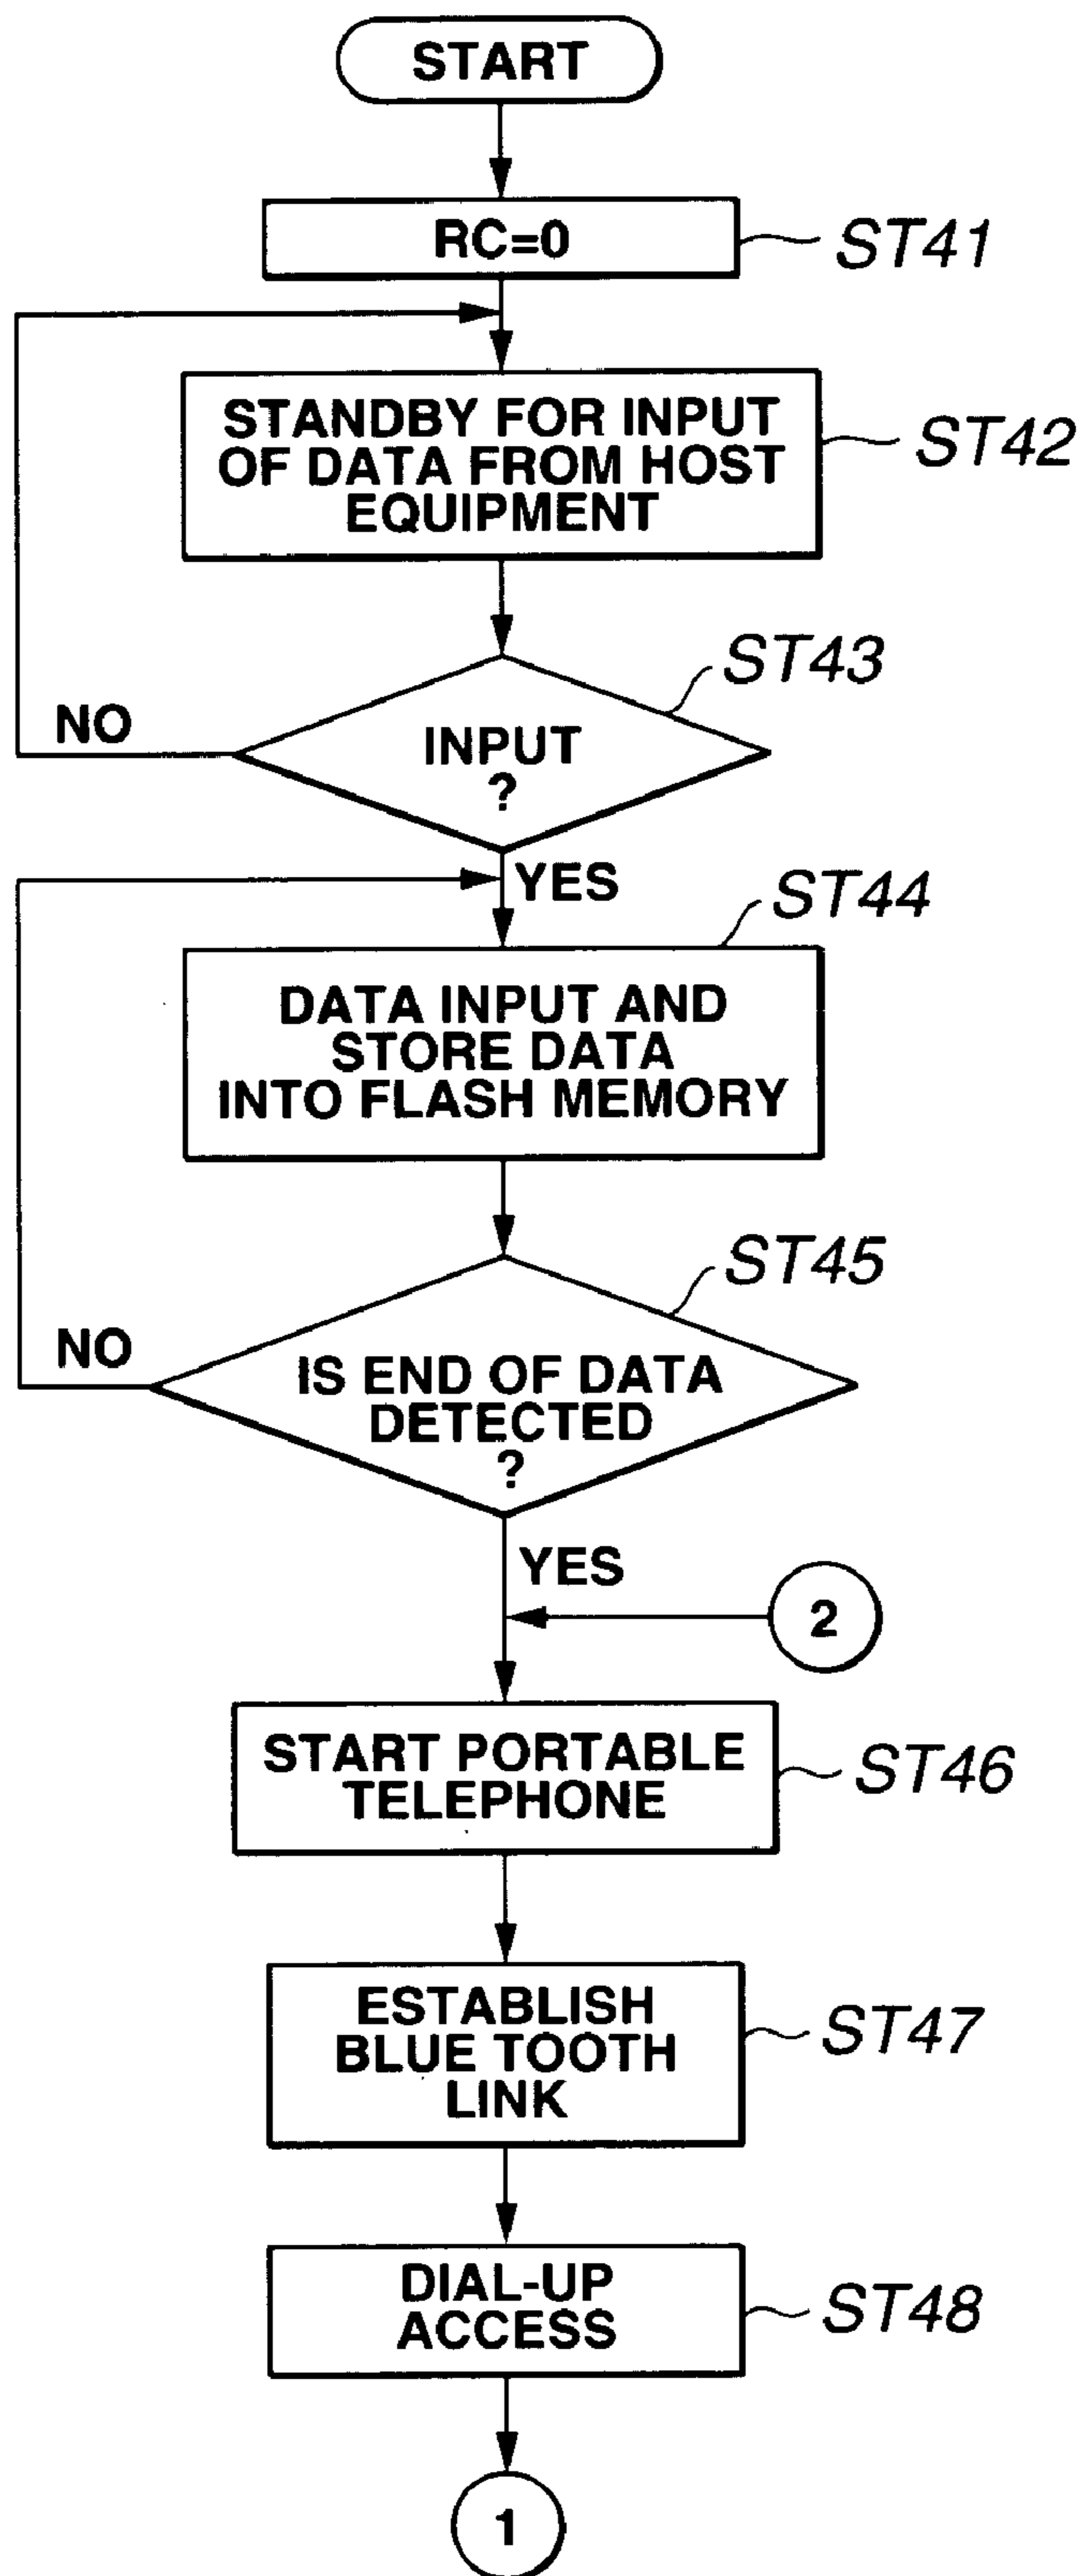 START
RC=0
ST41
STANDBY FOR INPUT
OF DATA FROM HOST
EQUIPMENT
ST42
ST43
INPUT
?
NO
YES
ST44
DATA INPUT AND
STORE DATA
INTO FLASH MEMORY
ST45
NO
IS END OF DATA
DETECTED
?
YES
2
START PORTABLE
TELEPHONE
ST46
ESTABLISH
BLUE TOOTH
LINK
ST47
DIAL-UP
ACCESS
ST48
1